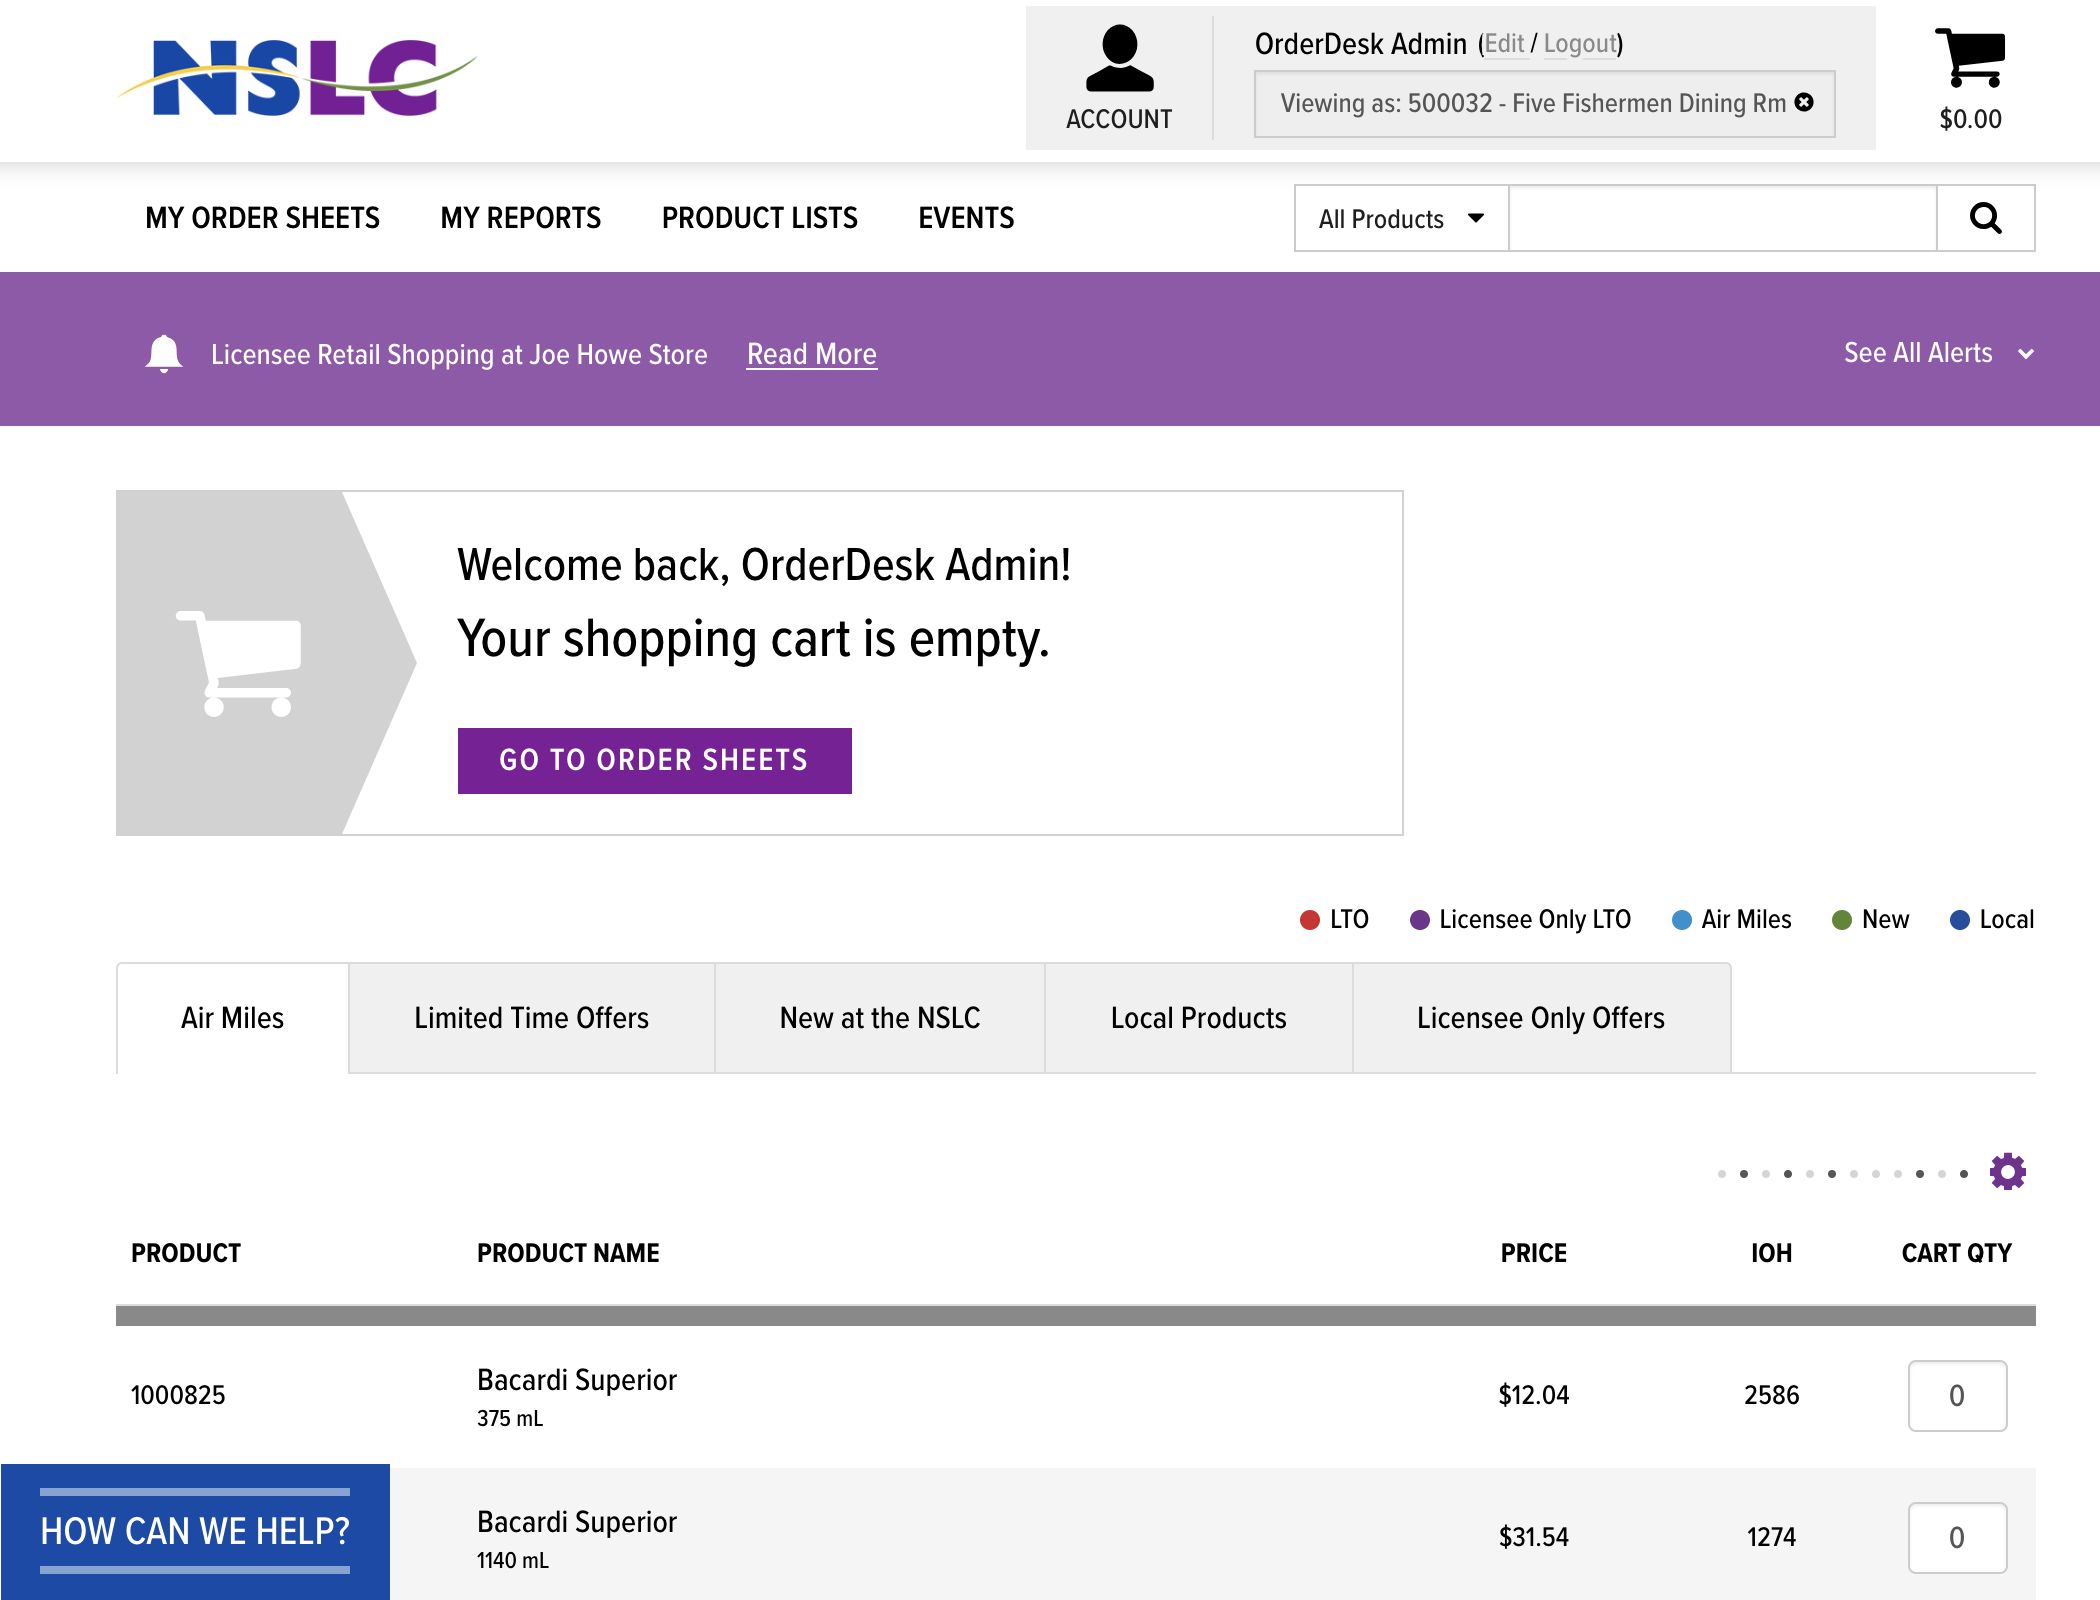 NSLC
ACCOUNT
OrderDesk Admin (Edit / Logout)
Viewing as: 500032 - Five Fishermen Dining Rm
$0.00
MY ORDER SHEETS MY REPORTS PRODUCT LISTS EVENTS
All Products
Licensee Retail Shopping at Joe Howe Store Read More
See All Alerts
Welcome back, OrderDesk Admin!
Your shopping cart is empty.
GO TO ORDER SHEETS
LTO Licensee Only LTO Air Miles New Local
Air Miles Limited Time Offers New at the NSLC Local Products Licensee Only Offers
PRODUCT PRODUCT NAME PRICE IOH CART QTY
1000825 Bacardi Superior $12.04 2586 0
375 mL
Bacardi Superior $31.54 1274 0
1140 mL
HOW CAN WE HELP?